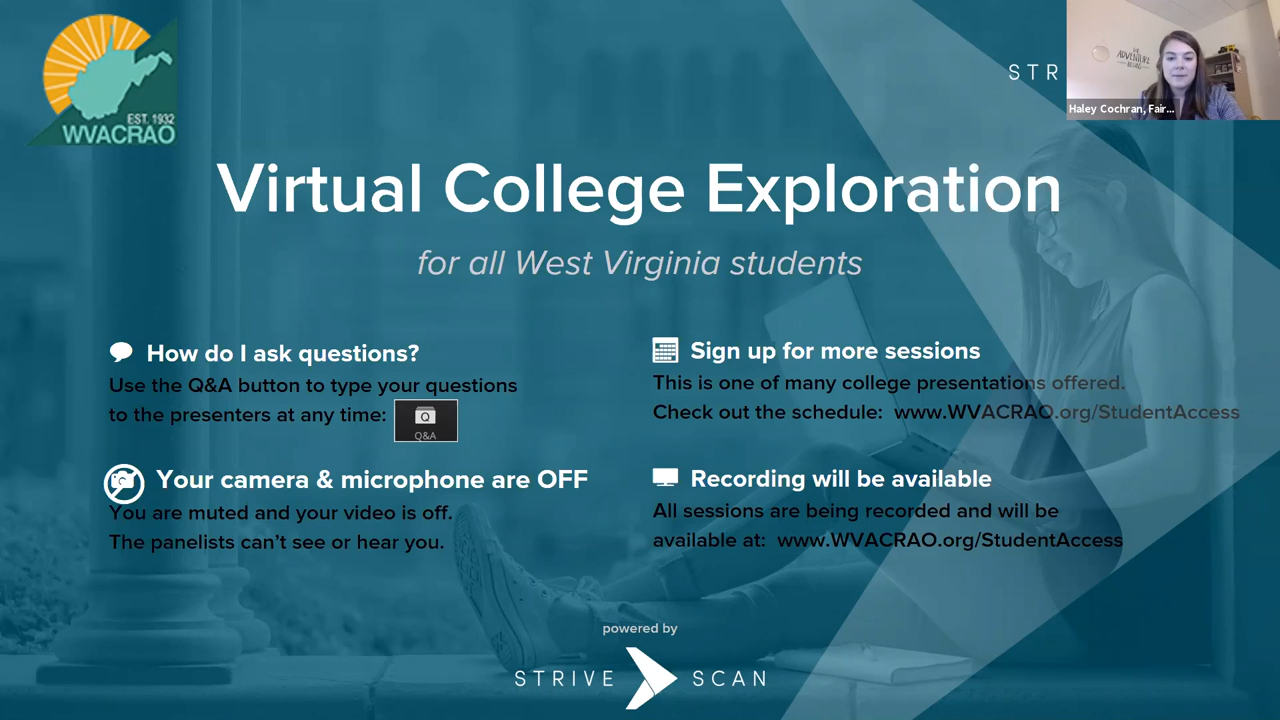 EST. 1932
WVACRAO
STR
THE
ADVENTURE
BEGINS
Haley Cochran, Fair...
Virtual College Exploration
for all West Virginia students
How do I ask questions?
Use the Q&A button to type your questions
to the presenters at any time:
Q
Q&A
Your camera & microphone are OFF
You are muted and your video is off.
The panelists can't see or hear you.
Sign up for more sessions
This is one of many college presentations offered.
Check out the schedule: www.WVACRAO.org/StudentAccess
Recording will be available
All sessions are being recorded and will be
available at: www.WVACRAO.org/StudentAccess
powered by
STRIVE SCAN